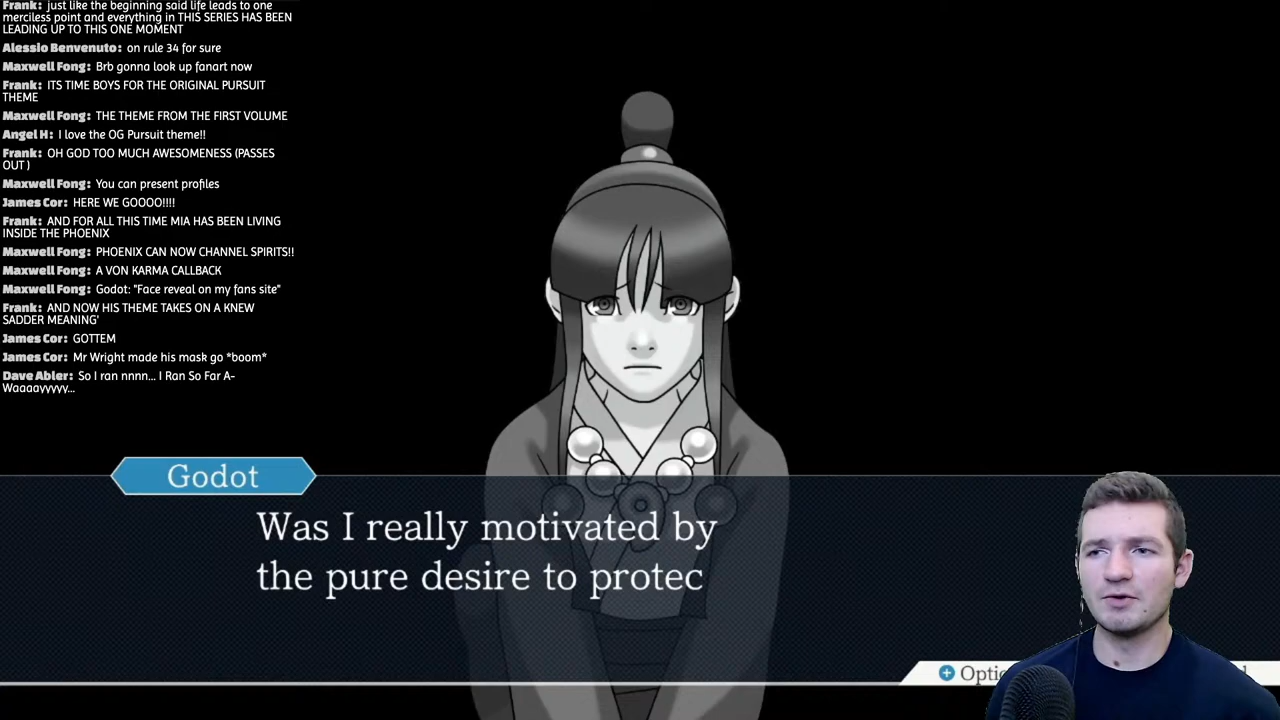 Frank: just like the beginning said life leads to one
merciless point and everything in THIS SERIES HAS BEEN
LEADING UP TO THIS ONE MOMENT
Alessio Benvenuto: on rule 34 for sure
Maxwell Fong: Brb gonna look up fanart now
Frank: ITS TIME BOYS FOR THE ORIGINAL PURSUIT
THEME
Maxwell Fong: THE THEME FROM THE FIRST VOLUME
Angel H: I love the OG Pursuit theme!!
Frank: OH GOD TOO MUCH AWESOMENESS (PASSES
OUT )
Maxwell Fong: You can present profiles
James Cor: HERE WE GOOOO!!!!
Frank: AND FOR ALL THIS TIME MIA HAS BEEN LIVING
INSIDE THE PHOENIX
Maxwell Fong: PHOENIX CAN NOW CHANNEL SPIRITS!!
Maxwell Fong: A VON KARMA CALLBACK
Maxwell Fong: Godot: "Face reveal on my fans site"
Frank: AND NOW HIS THEME TAKES ON A KNEW
SADDER MEANING'
James Cor: GOTTEM
James Cor: Mr Wright made his mask go *boom*
Dave Abler: So I ran nnnn... I Ran So Far A-
Waaaayyyyy...
Godot
Was I really motivated by
the pure desire to protec